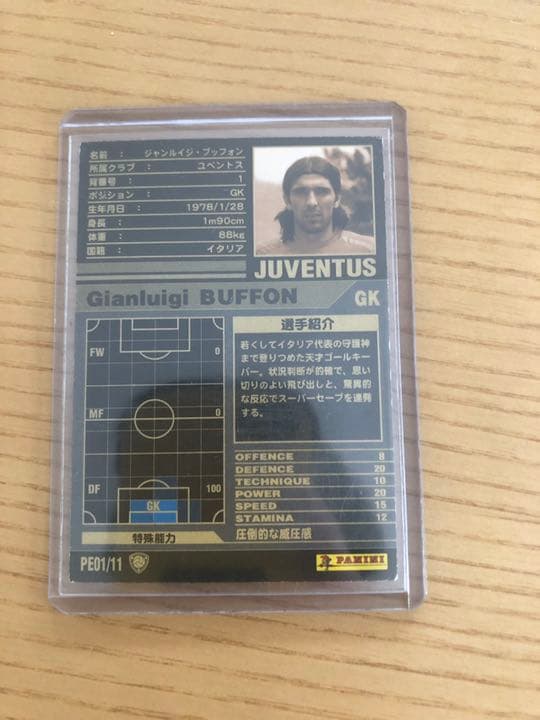 名前 : ジャンルイジ・ブッフォン
所属クラブ : ユベントス
背番号 : 1
ポジション : GK
生年月日 : 1978/1/28
身長 : 1m90cm
体重 : 88kg
国籍 : イタリア
JUVENTUS
Gianluigi BUFFON GK
FW 0
MF 0
DF 100
GK
選手紹介
若くしてイタリア代表の守護神
まで登りつめた天才ゴールキー
パー。状況判断が的確で、思い
切りのよい飛び出しと、驚異的
な反応でスーパーセーブを連発
する。
OFFENCE 8
DEFENCE 20
TECHNIQUE 10
POWER 20
SPEED 15
STAMINA 12
特殊能力 圧倒的な威圧感
PE01/11
PANINI